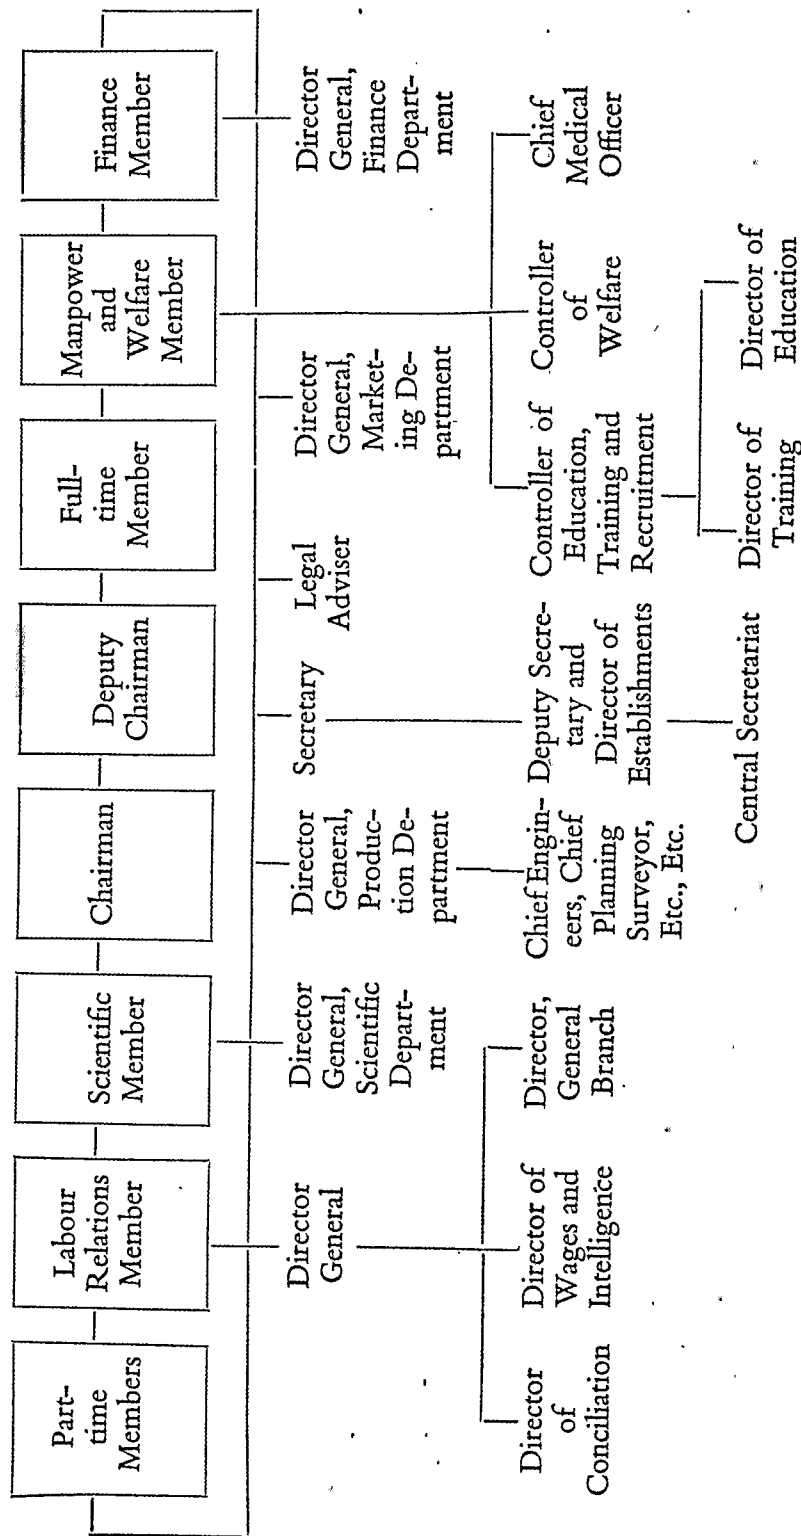 Part-
time
Members
Labour
Relations
Member
Scientific
Member
Chairman
Deputy
Chairman
Full-
time
Member
Manpower
and
Welfare
Member
Finance
Member
Director
General
Director
General,
Scientific
Depart-
ment
Director
General,
Produc-
tion De-
partment
Secretary
Legal
Adviser
Director
General,
Market-
ing De-
partment
Director
General,
Finance
Depart-
ment
Director
of
Conciliation
Director of
Wages and
Intelligence
Director,
General
Branch
Chief Engin-
eers, Chief
Planning
Surveyor,
Etc., Etc.
Deputy Secre-
tary and
Director of
Establishments
Controller of
Education,
Training and
Recruitment
Controller
of
Welfare
Chief
Medical
Officer
Central Secretariat
Director of
Training
Director of
Education